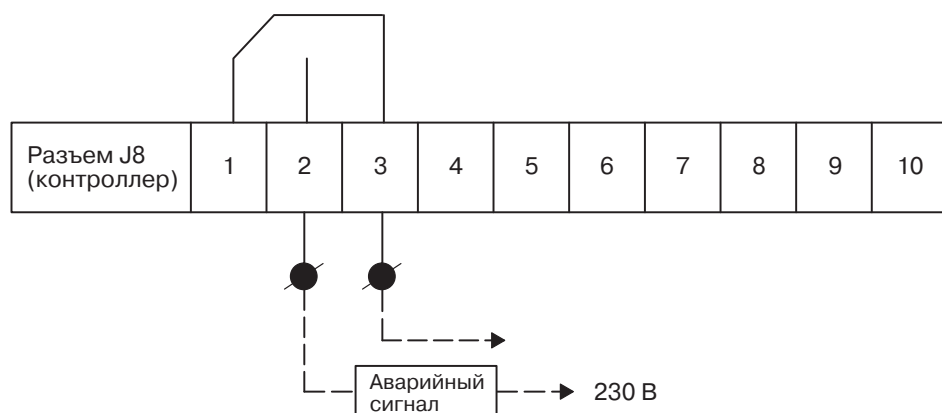 Разъем J8
(контроллер)
1 2 3 4 5 6 7 8 9 10
Аварийный
сигнал
230 В